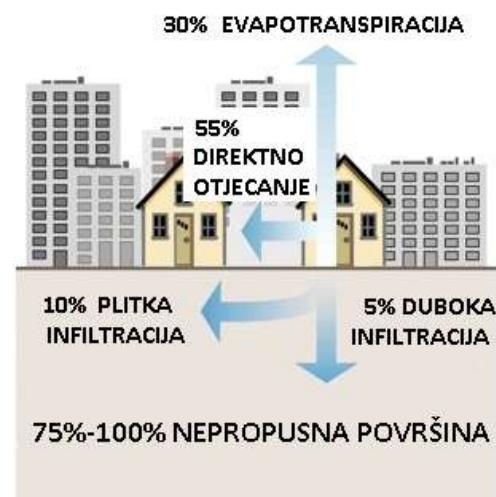 30% EVAPOTRANSPIRACIJA
55%
DIREKTNO
OTJECANJE
10% PLITKA
INFILTRACIJA
5% DUBOKA
INFILTRACIJA
75%-100% NEPROPUSNA POVRŠINA